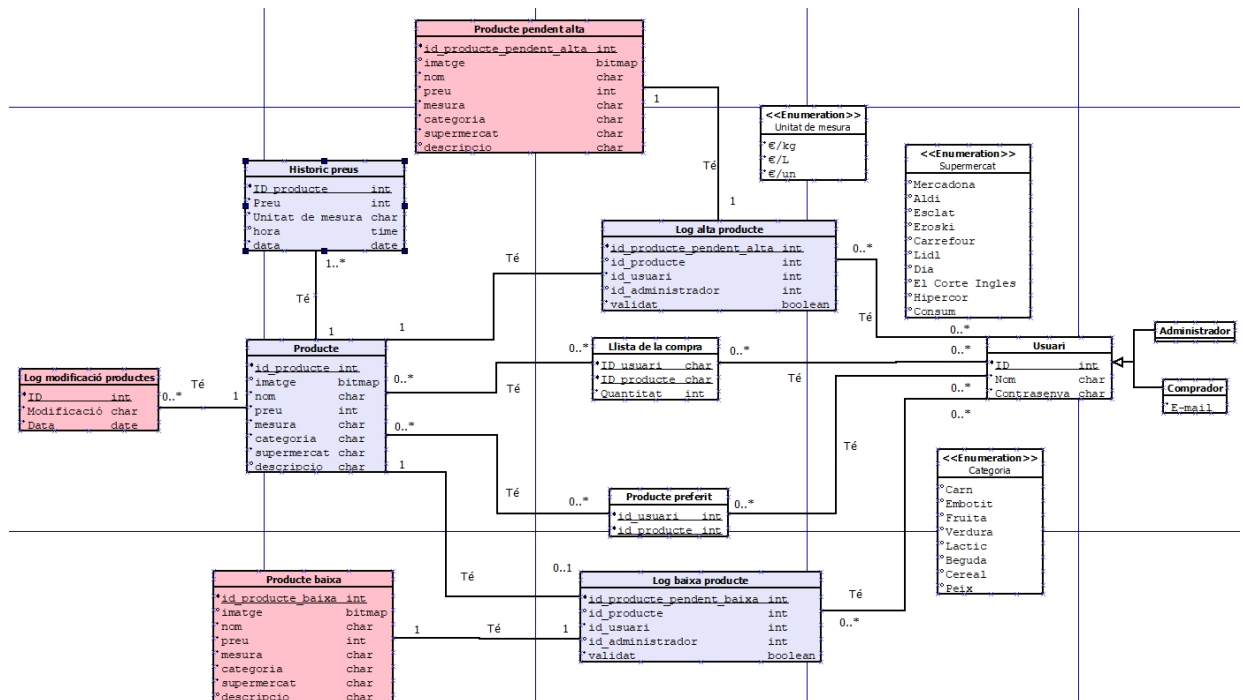 Producte pendent alta
id_producte_pendent_alta int
imatge bitmap
nom char
preu int
mesura char
categoria char
supermercat char
descripcio char
1
Té
1
<<Enumeration>>
Unitat de mesura
€/kg
€/L
€/un
<<Enumeration>>
Supermercat
Mercadona
Aldi
Esclat
Eroski
Carrefour
Lidl
Dia
El Corte Ingles
Hipercor
Consum
Historic preus
ID_producte int
Preu int
Unitat de mesura char
hora time
data date
1..*
Té
1
Log alta producte
id_producte_pendent_alta int
id_producte int
id_usuari int
id_administrador int
validat boolean
Té
1
0..*
Té
0..*
Producte
id_producte int
imatge bitmap
nom char
preu int
mesura char
categoria char
supermercat char
descripcio char
Log modificació productes
ID int
Modificació char
Data date
Té
0..*
1
Llista de la compra
ID_usuari char
ID_producte char
Quantitat int
0..*
0..*
Té
0..*
0..*
Té
Usuari
ID int
Nom char
Contrasenya char
Administrador
Comprador
E-mail
0..*
0..*
0..*
Té
0..*
Té
0..*
Producte preferit
id_usuari int
id_producte int
<<Enumeration>>
Categoria
Carn
Embotit
Fruita
Verdura
Lactic
Beguda
Cereal
Peix
1
Té
0..1
Log baixa producte
id_producte_pendent_baixa int
id_producte int
id_usuari int
id_administrador int
validat boolean
Té
0..*
Producte baixa
id_producte_baixa int
imatge bitmap
nom char
preu int
mesura char
categoria char
supermercat char
descripcio char
1
Té
1